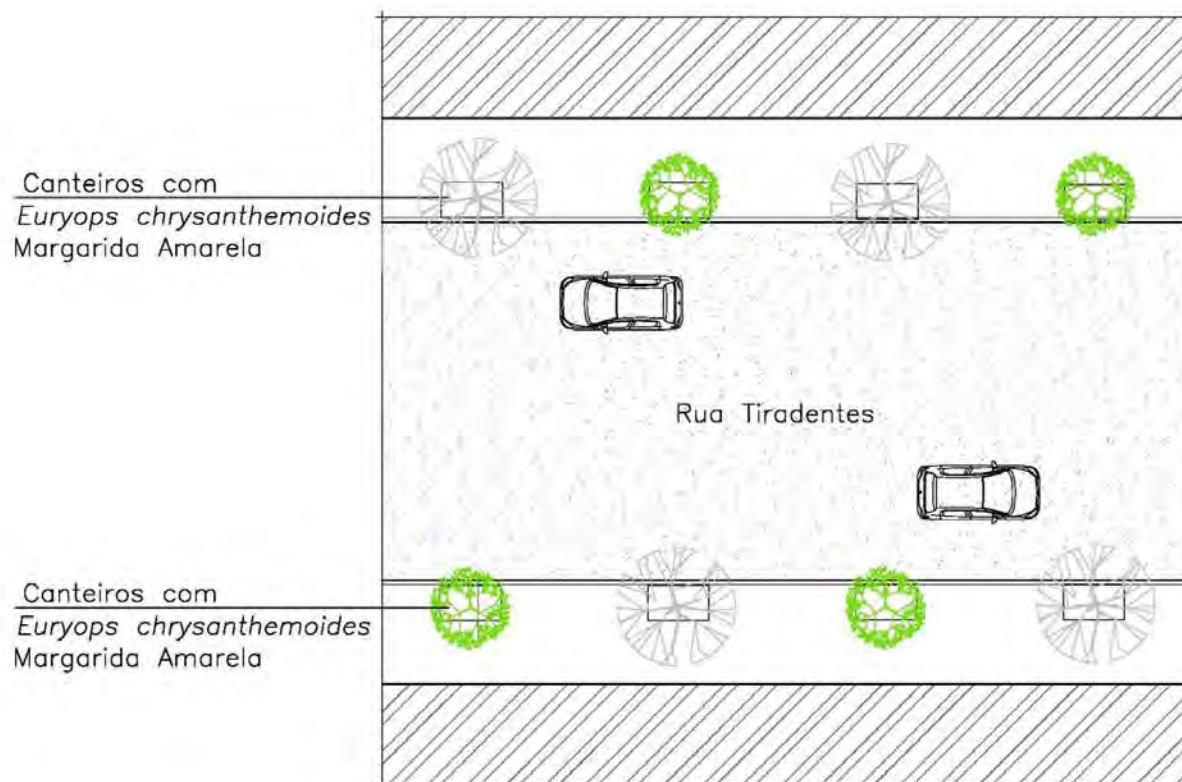 Canteiros com
Euryops chrysanthemoides
Margarida Amarela
Rua Tiradentes
Canteiros com
Euryops chrysanthemoides
Margarida Amarela